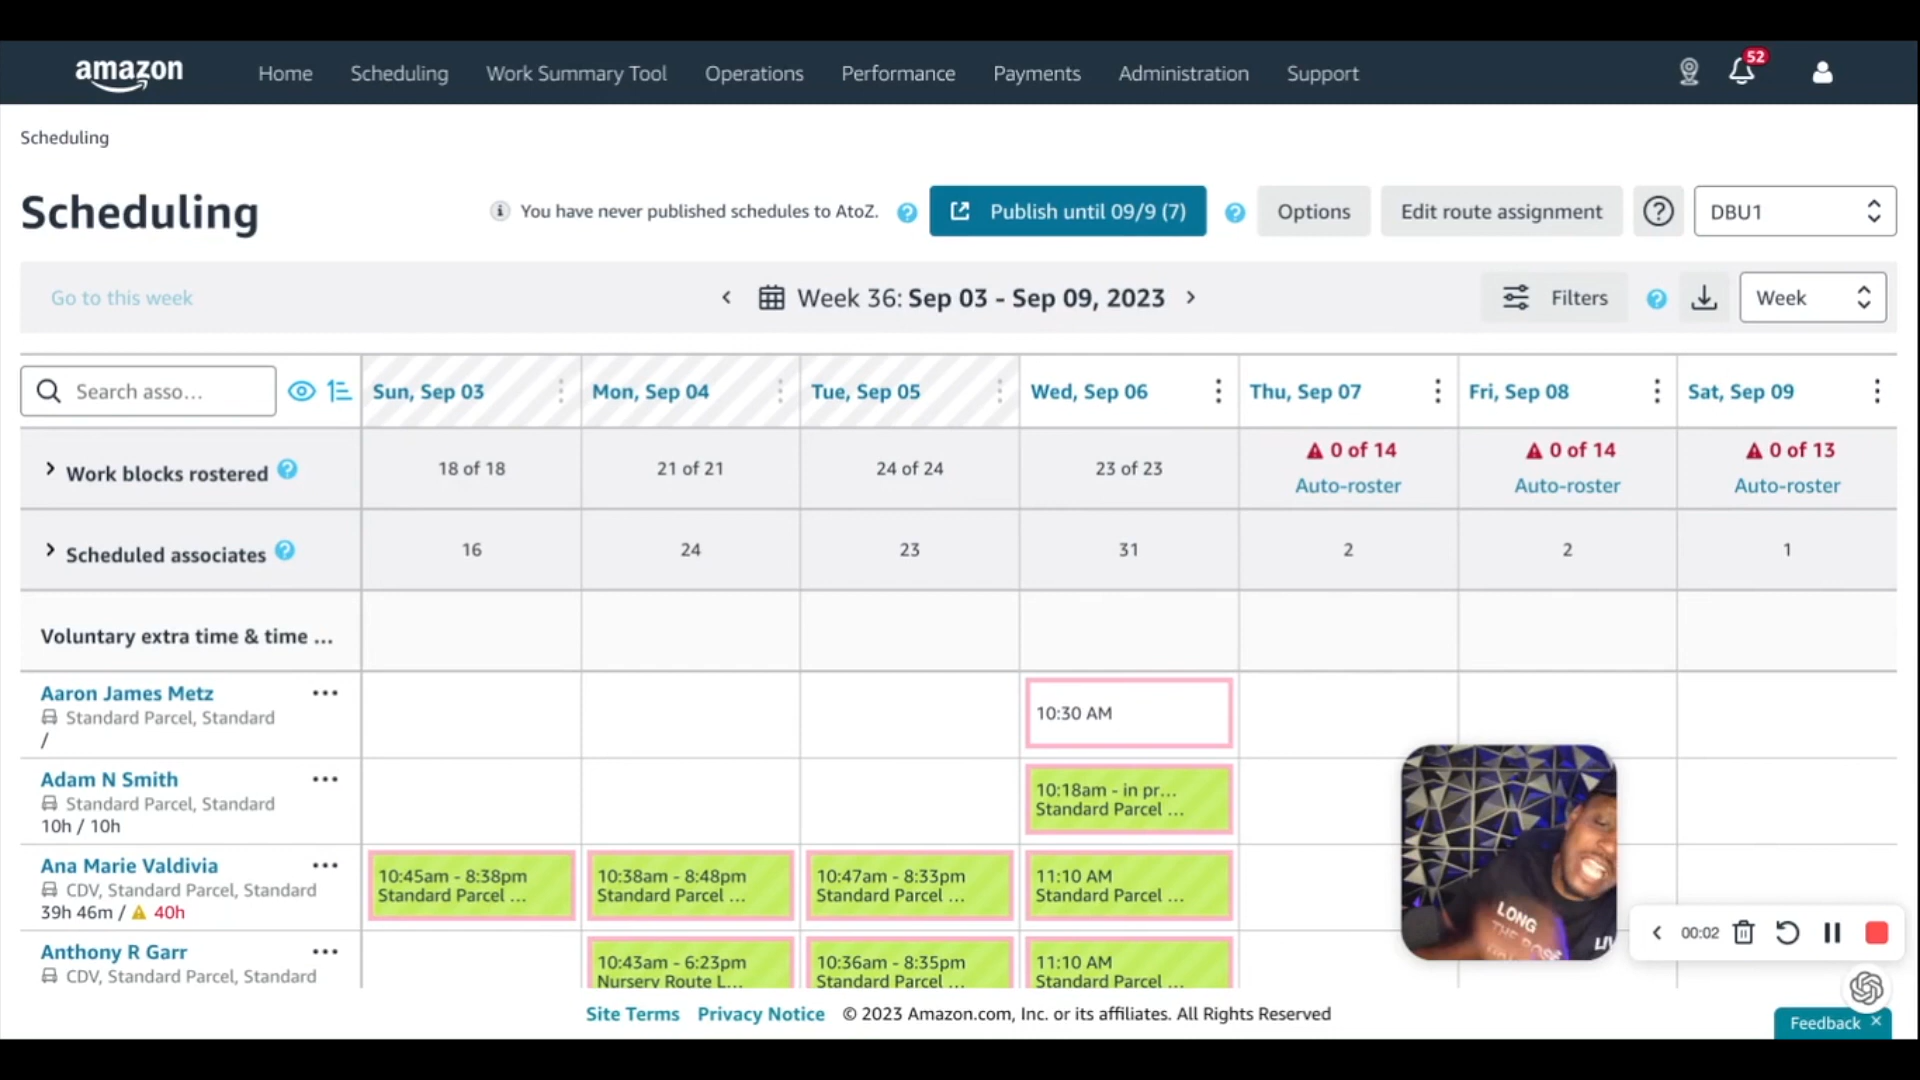 amazon
Home Scheduling Work Summary Tool Operations Performance Payments Administration Support
52
Scheduling
Scheduling
You have never published schedules to AtoZ.
Publish until 09/9 (7)
Options
Edit route assignment
DBU1
Go to this week
Week 36: Sep 03 - Sep 09, 2023
Filters
Week
Search asso...
Sun, Sep 03
Mon, Sep 04
Tue, Sep 05
Wed, Sep 06
Thu, Sep 07
Fri, Sep 08
Sat, Sep 09
Work blocks rostered
18 of 18
21 of 21
24 of 24
23 of 23
0 of 14
Auto-roster
0 of 14
Auto-roster
0 of 13
Auto-roster
Scheduled associates
16
24
23
31
2
2
1
Voluntary extra time & time ...
Aaron James Metz
Standard Parcel, Standard
/
10:30 AM
Adam N Smith
Standard Parcel, Standard
10h / 10h
10:18am - in pr...
Standard Parcel ...
Ana Marie Valdivia
CDV, Standard Parcel, Standard
39h 46m / 40h
10:45am - 8:38pm
Standard Parcel ...
10:38am - 8:48pm
Standard Parcel ...
10:47am - 8:33pm
Standard Parcel ...
11:10 AM
Standard Parcel ...
Anthony R Garr
CDV, Standard Parcel, Standard
10:43am - 6:23pm
Nursery Route L...
10:36am - 8:35pm
Standard Parcel ...
11:10 AM
Standard Parcel ...
LONG
THE
00:02
Site Terms Privacy Notice © 2023 Amazon.com, Inc. or its affiliates. All Rights Reserved
Feedback